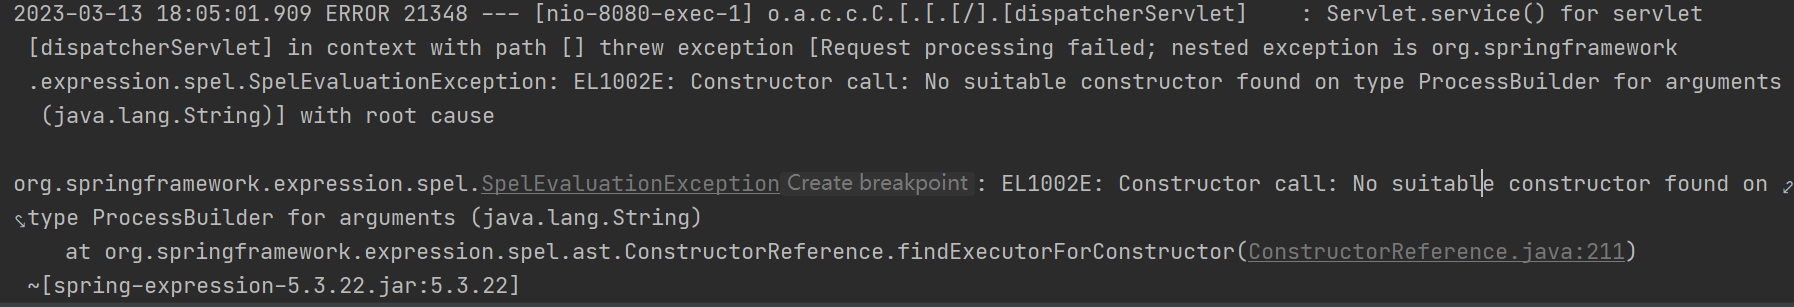 2023-03-13 18:05:01.909 ERROR 21348 --- [nio-8080-exec-1] o.a.c.c.C.[.[.[/].[dispatcherServlet]    : Servlet.service() for servlet
[dispatcherServlet] in context with path [] threw exception [Request processing failed; nested exception is org.springframework
.expression.spel.SpelEvaluationException: EL1002E: Constructor call: No suitable constructor found on type ProcessBuilder for arguments
(java.lang.String)] with root cause
org.springframework.expression.spel.SpelEvaluationException Create breakpoint : EL1002E: Constructor call: No suitable constructor found on
type ProcessBuilder for arguments (java.lang.String)
at org.springframework.expression.spel.ast.ConstructorReference.findExecutorForConstructor(ConstructorReference.java:211)
~[spring-expression-5.3.22.jar:5.3.22]